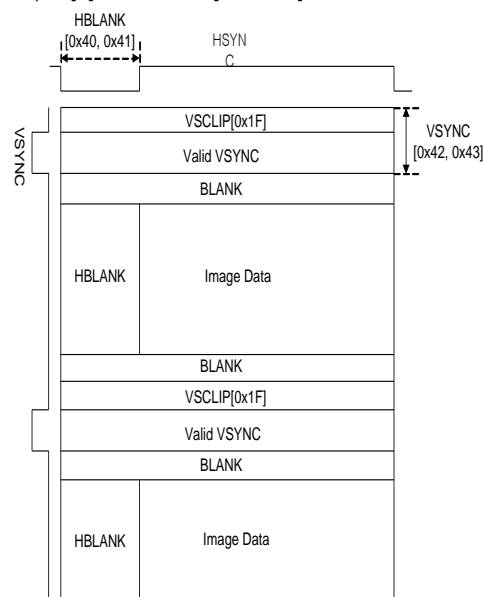 HBLANK
[0x40, 0x41]
HSYN
C
VSCLIP[0x1F]
VSYNC
Valid VSYNC
VSYNC
[0x42, 0x43]
BLANK
HBLANK
Image Data
BLANK
VSCLIP[0x1F]
Valid VSYNC
BLANK
HBLANK
Image Data